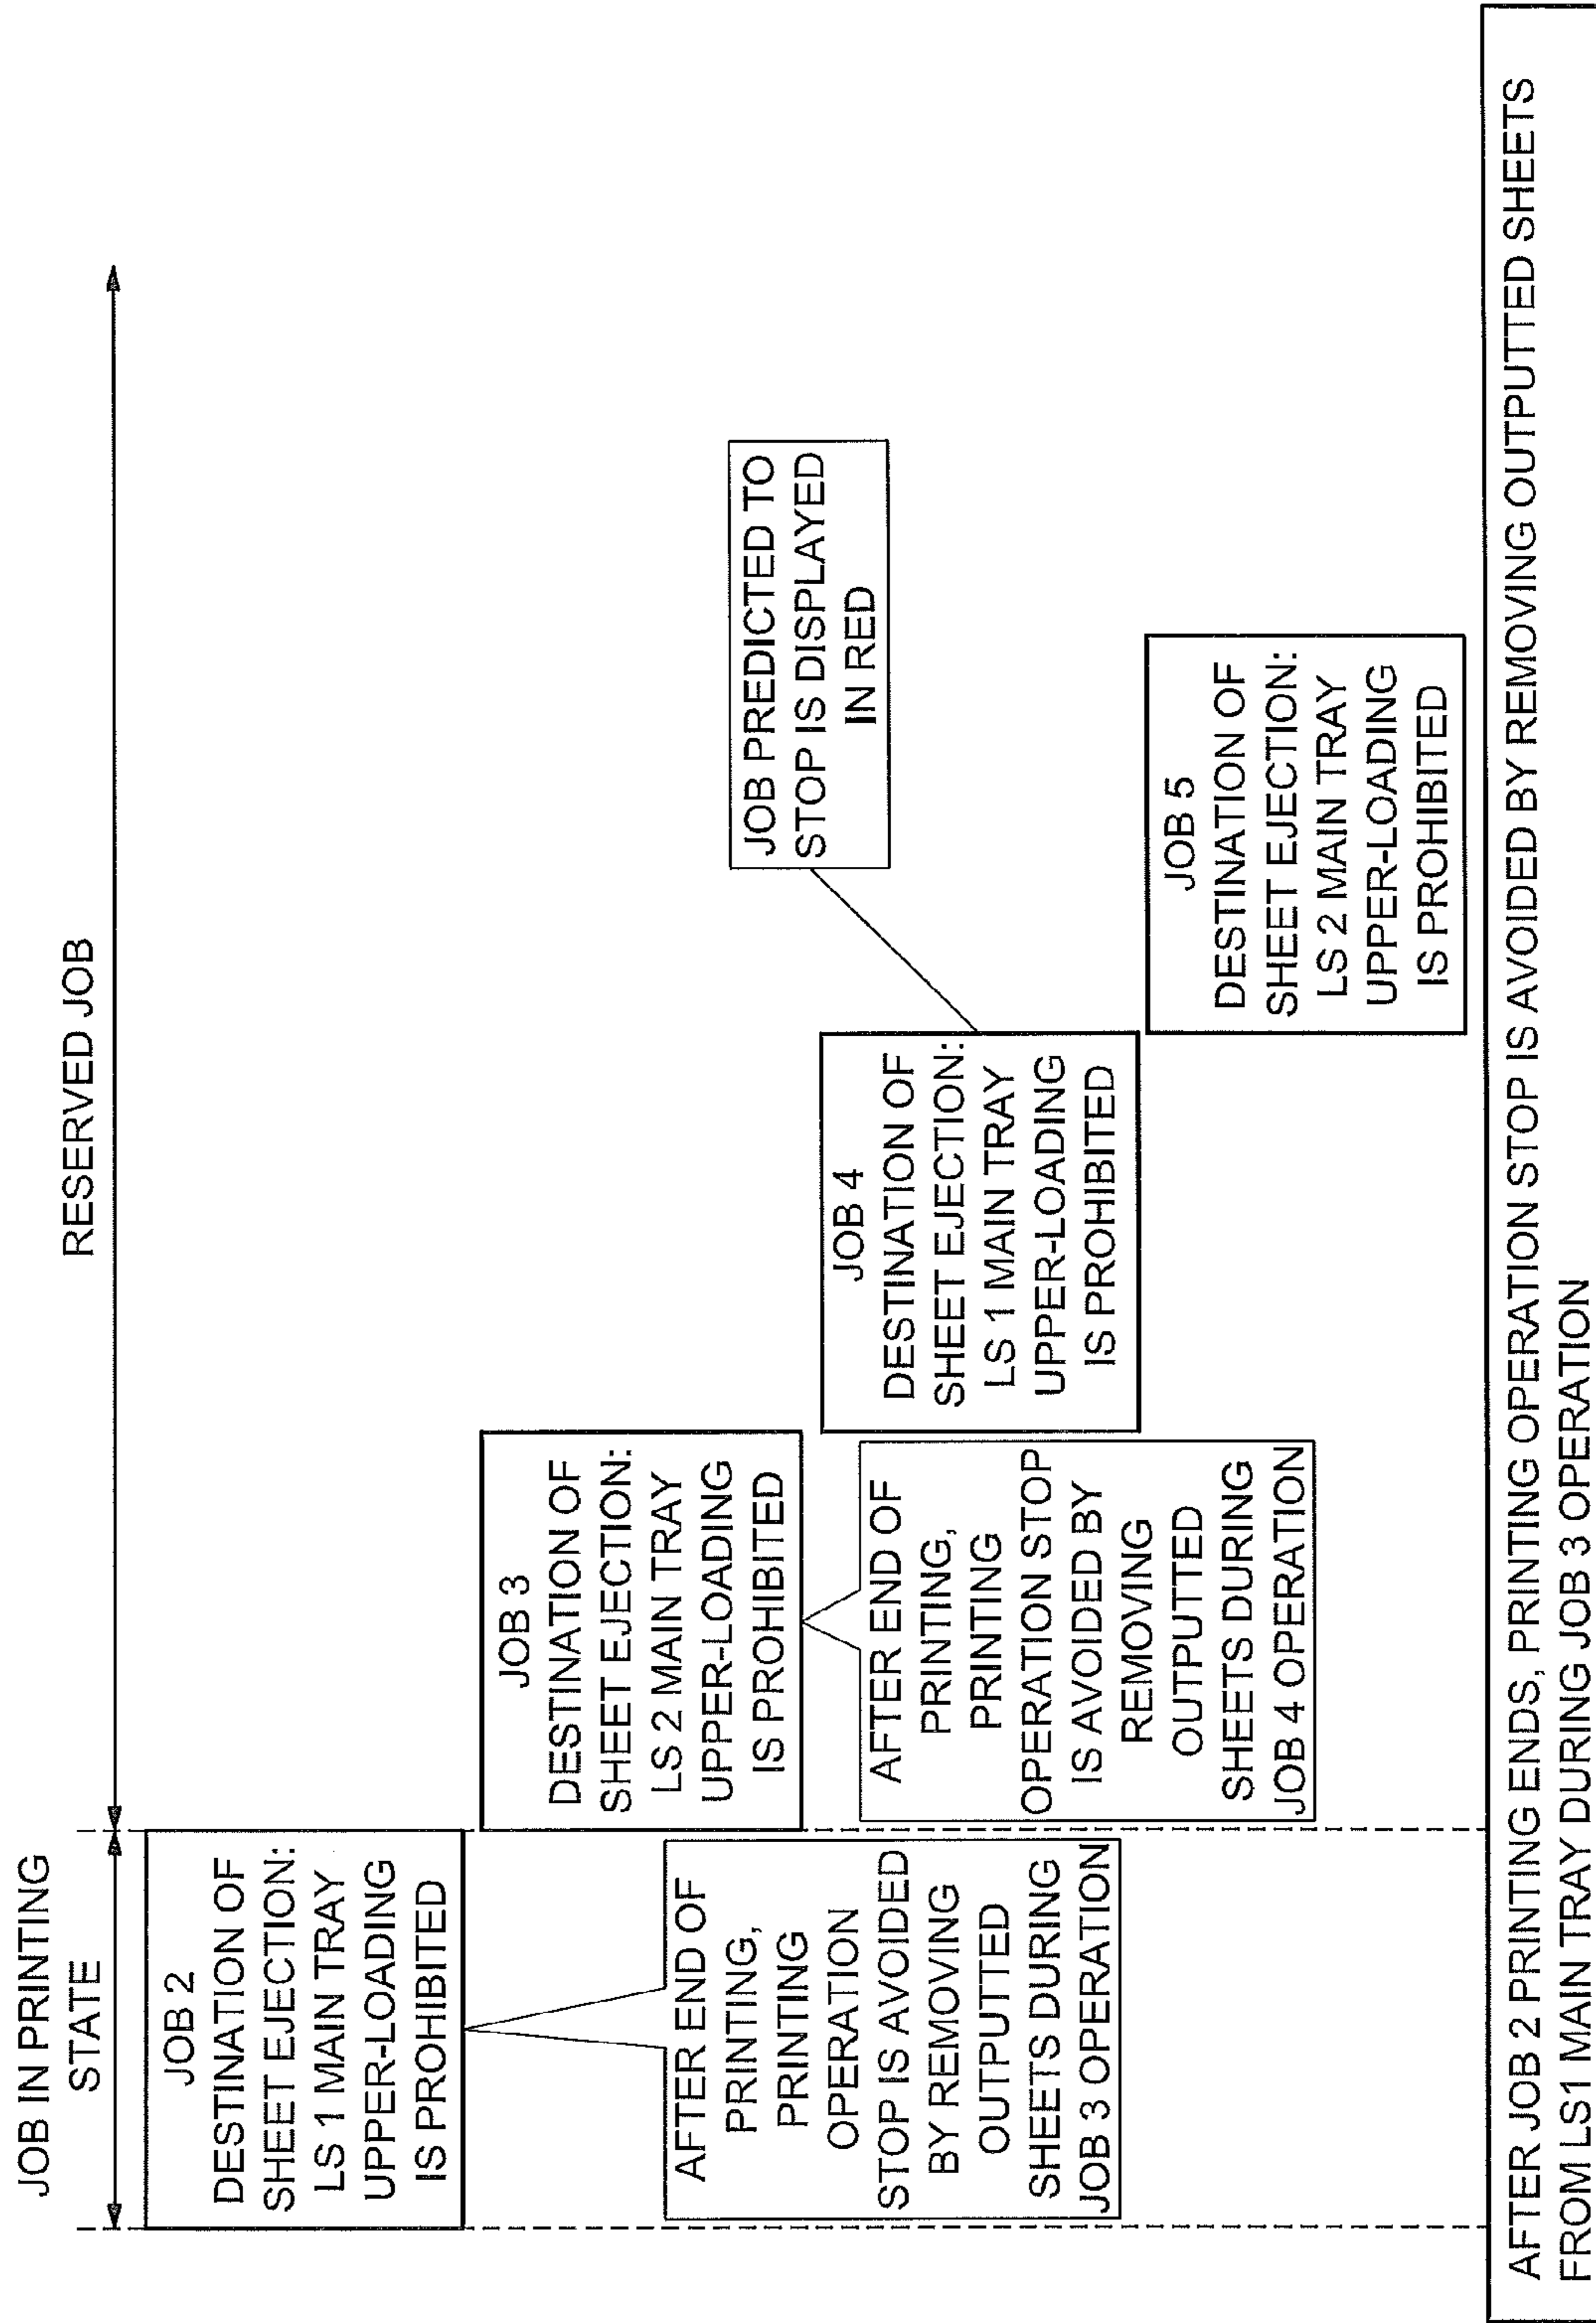 JOB IN PRINTING
STATE
RESERVED JOB
JOB 2
DESTINATION OF
SHEET EJECTION:
LS 1 MAIN TRAY
UPPER-LOADING
IS PROHIBITED
AFTER END OF
PRINTING,
PRINTING
OPERATION
STOP IS AVOIDED
BY REMOVING
OUTPUTTED
SHEETS DURING
JOB 3 OPERATION
JOB 3
DESTINATION OF
SHEET EJECTION:
LS 2 MAIN TRAY
UPPER-LOADING
IS PROHIBITED
AFTER END OF
PRINTING,
PRINTING
OPERATION STOP
IS AVOIDED BY
REMOVING
OUTPUTTED
SHEETS DURING
JOB 4 OPERATION
JOB 4
DESTINATION OF
SHEET EJECTION:
LS 1 MAIN TRAY
UPPER-LOADING
IS PROHIBITED
JOB PREDICTED TO
STOP IS DISPLAYED
IN RED
JOB 5
DESTINATION OF
SHEET EJECTION:
LS 2 MAIN TRAY
UPPER-LOADING
IS PROHIBITED
AFTER JOB 2 PRINTING ENDS, PRINTING OPERATION STOP IS AVOIDED BY REMOVING OUTPUTTED SHEETS
FROM LS1 MAIN TRAY DURING JOB 3 OPERATION